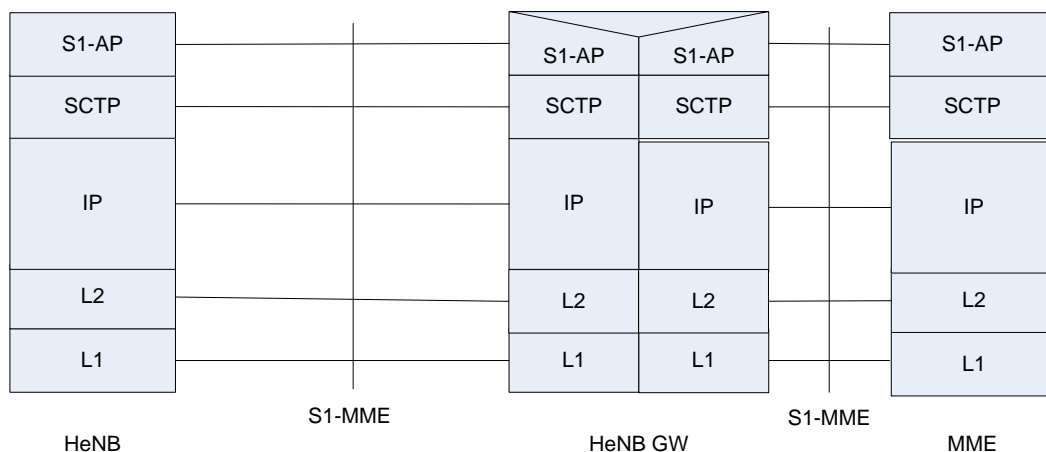 S1-AP
S1-AP
S1-AP
S1-AP
SCTP
SCTP
SCTP
SCTP
IP
IP
IP
IP
L2
L2
L2
L2
L1
L1
L1
L1
S1-MME
S1-MME
HeNB
HeNB GW
MME